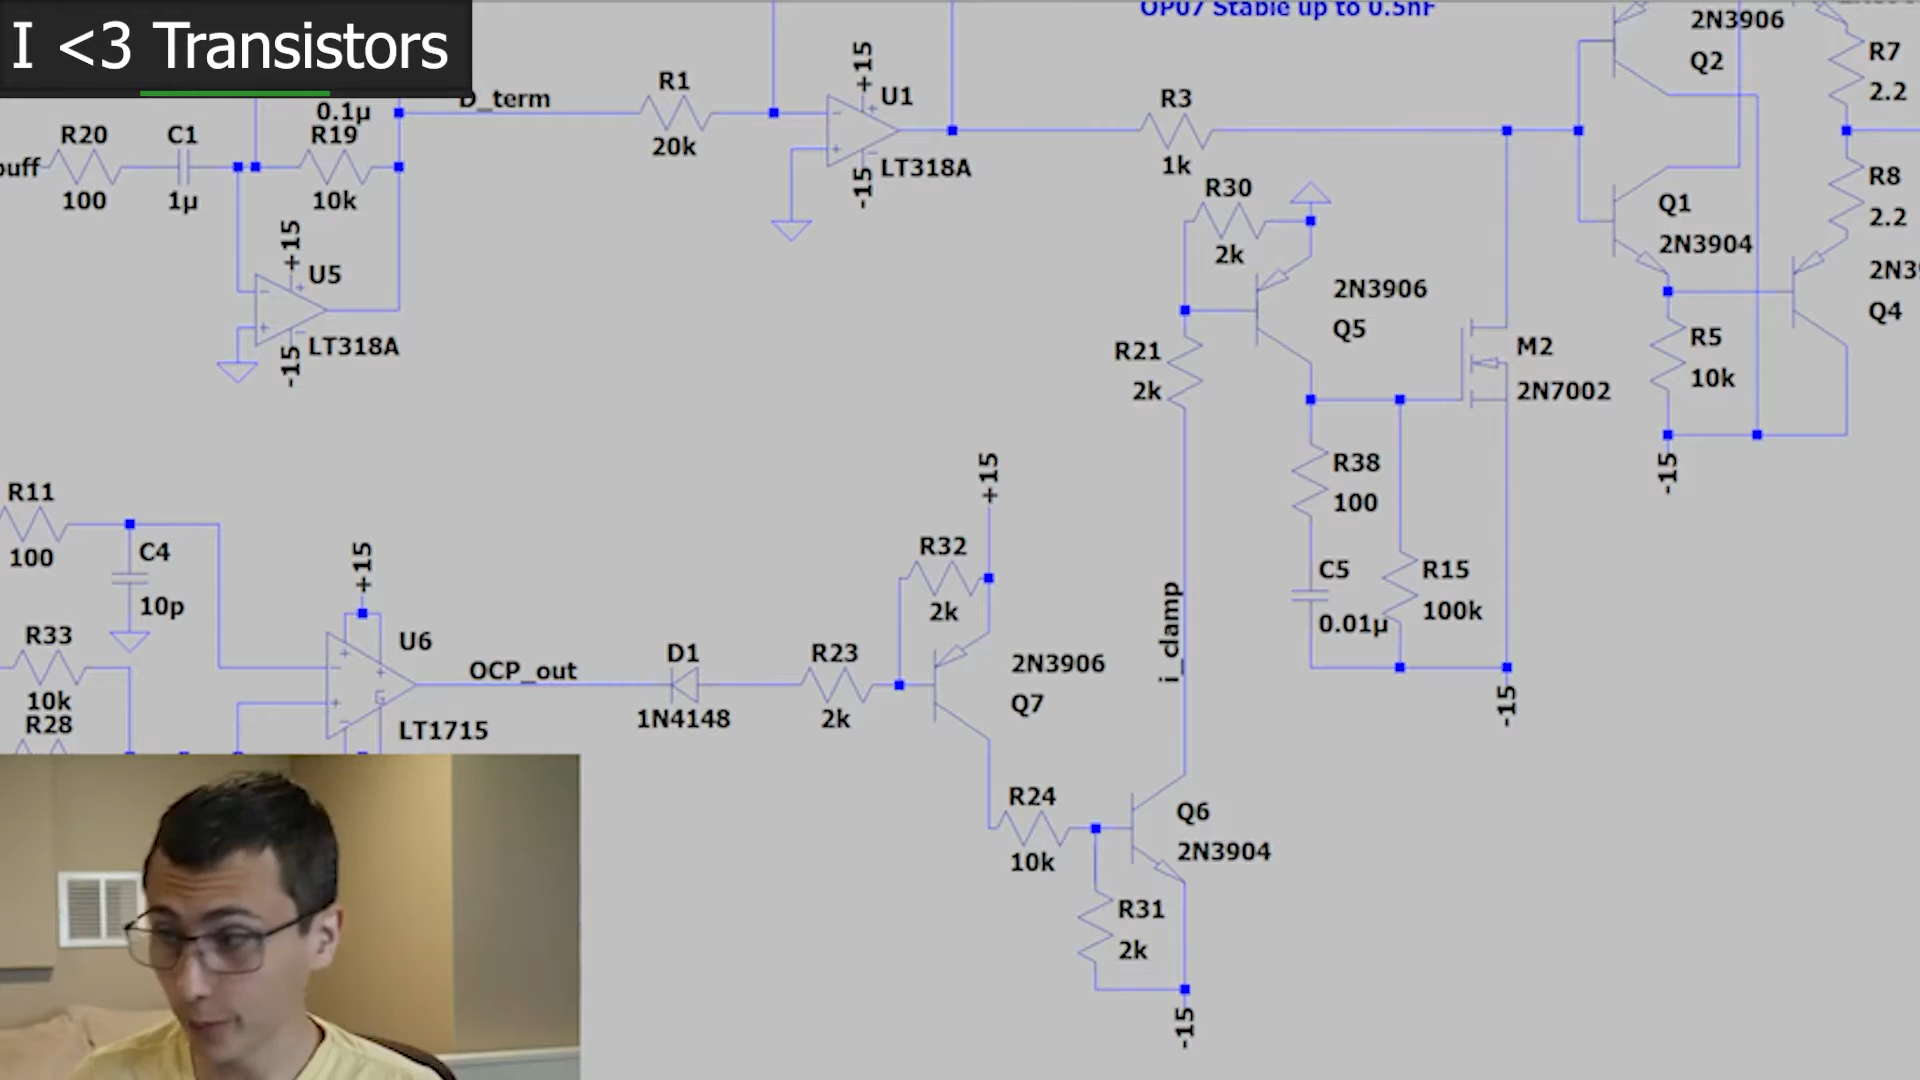 I <3 Transistors
OP07 Stable up to 0.5nF
2N3906
Q2
R7
2.2
D_term
R1
20k
+15
U1
-15
LT318A
R3
1k
0.1µ
R19
10k
buff
R20
100
C1
1µ
+15
U5
-15
LT318A
R30
2k
2N3906
Q5
R21
2k
M2
2N7002
Q1
2N3904
R8
2.2
Q4
R5
10k
-15
R38
100
C5
0.01µ
R15
100k
-15
R11
100
C4
10p
R33
10k
R28
+15
U6
LT1715
OCP_out
D1
1N4148
R23
2k
+15
R32
2k
2N3906
Q7
i_damp
R24
10k
Q6
2N3904
R31
2k
-15